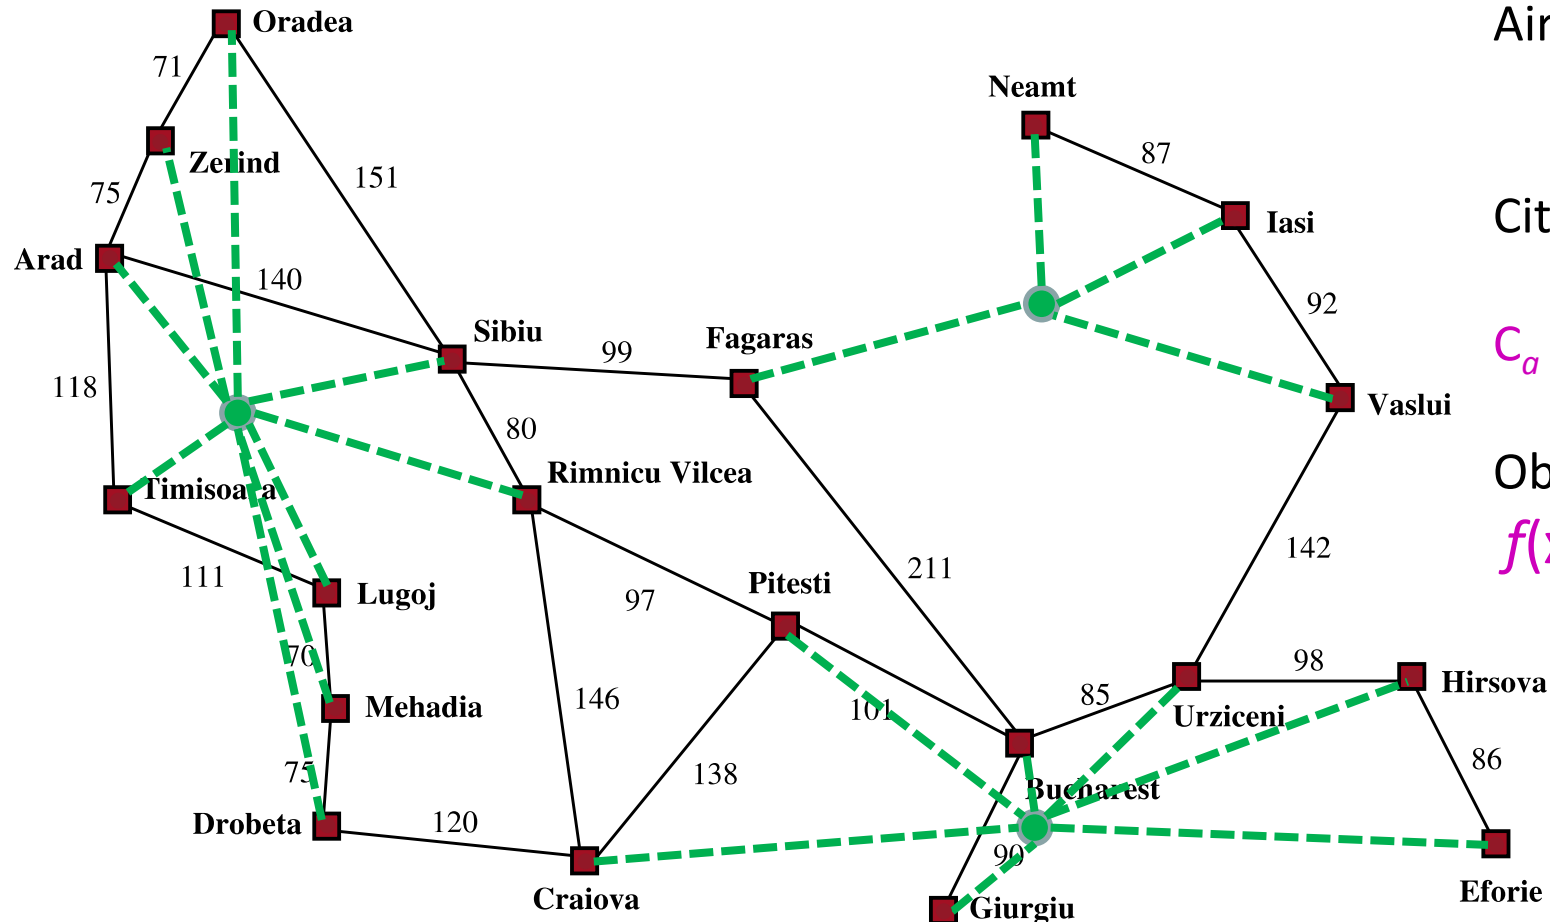 Oradea
Air
71
Neamt
Zerind
87
75
151
Cit
Iasi
Arad
140
92
Sibiu
Fagaras
C_a
99
118
Vaslui
80
Rimnicu Vilcea
Timisoara
Ob
f(x
142
111
Lugoj
97
Pitesti
211
70
98
Hirsova
Mehadia
146
101
85
Urziceni
75
138
86
Bucharest
Drobeta
120
90
Craiova
Giurgiu
Eforie